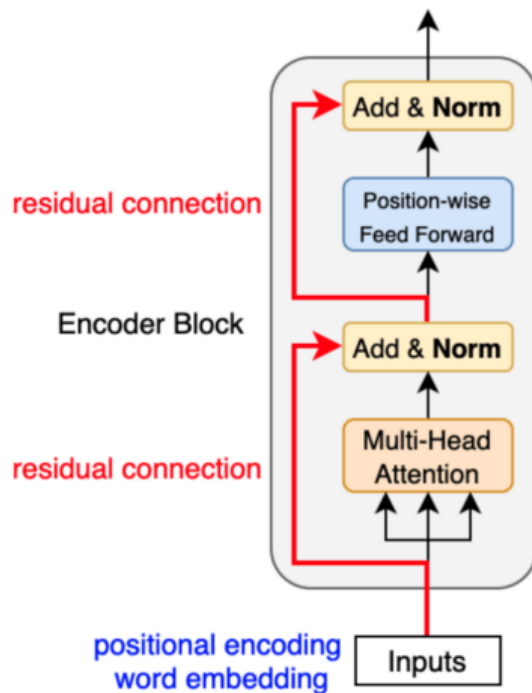 Add & Norm
residual connection
Position-wise
Feed Forward
Encoder Block
Add & Norm
Multi-Head
Attention
residual connection
positional encoding
word embedding
Inputs